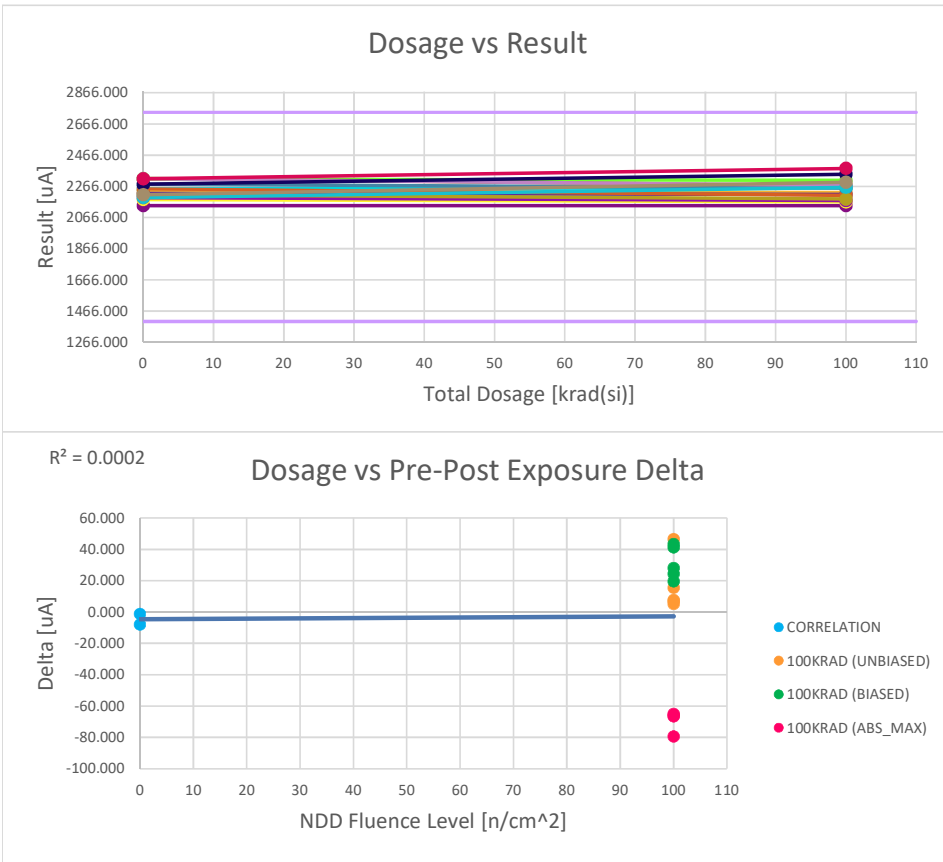 Dosage vs Result
2866.000
2666.000
2466.000
2266.000
2066.000
1866.000
1666.000
1466.000
1266.000
Result [uA]
0 10 20 30 40 50 60 70 80 90 100 110
Total Dosage [krad(si)]
R² = 0.0002
Dosage vs Pre-Post Exposure Delta
60.000
40.000
20.000
0.000
-20.000
-40.000
-60.000
-80.000
-100.000
Delta [uA]
0 10 20 30 40 50 60 70 80 90 100 110
NDD Fluence Level [n/cm^2]
CORRELATION
100KRAD (UNBIASED)
100KRAD (BIASED)
100KRAD (ABS_MAX)